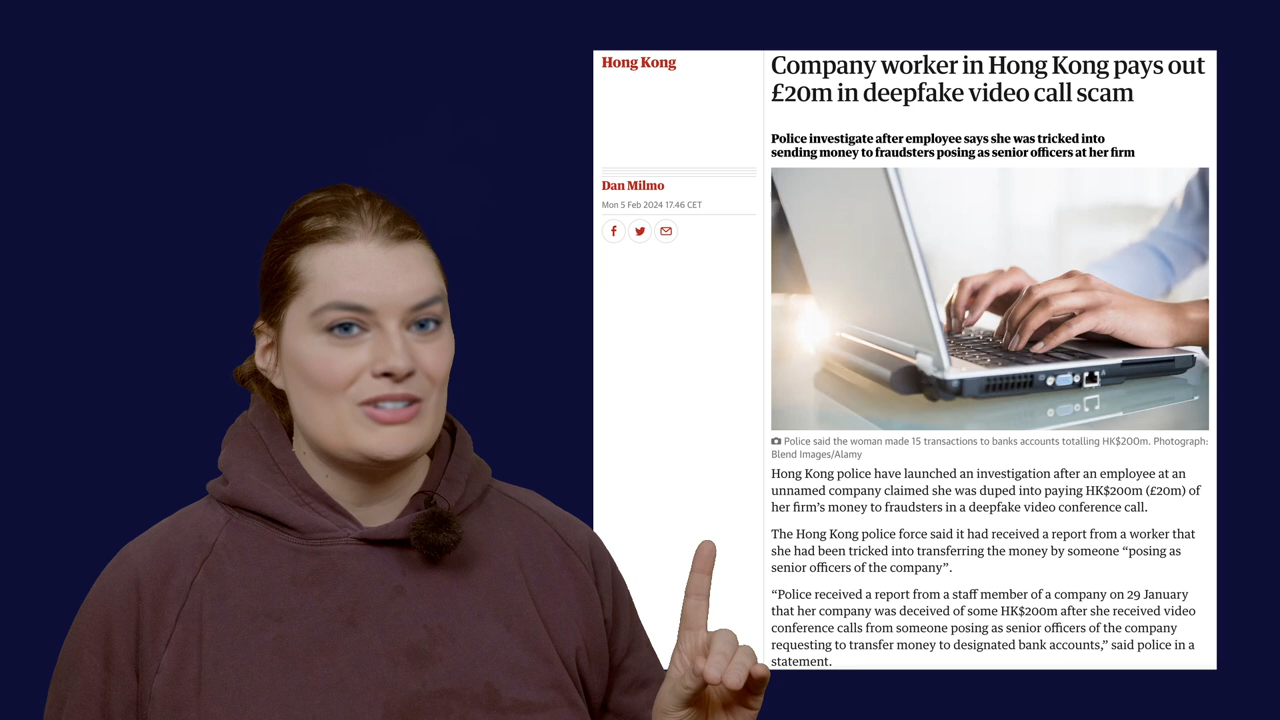 Hong Kong
Dan Milmo
Mon 5 Feb 2024 17.46 CET
Company worker in Hong Kong pays out
£20m in deepfake video call scam
Police investigate after employee says she was tricked into
sending money to fraudsters posing as senior officers at her firm
Police said the woman made 15 transactions to banks accounts totalling HK$200m. Photograph:
Blend Images/Alamy
Hong Kong police have launched an investigation after an employee at an
unnamed company claimed she was duped into paying HK$200m (£20m) of
her firm’s money to fraudsters in a deepfake video conference call.
The Hong Kong police force said it had received a report from a worker that
she had been tricked into transferring the money by someone “posing as
senior officers of the company”.
“Police received a report from a staff member of a company on 29 January
that her company was deceived of some HK$200m after she received video
conference calls from someone posing as senior officers of the company
requesting to transfer money to designated bank accounts,” said police in a
statement.